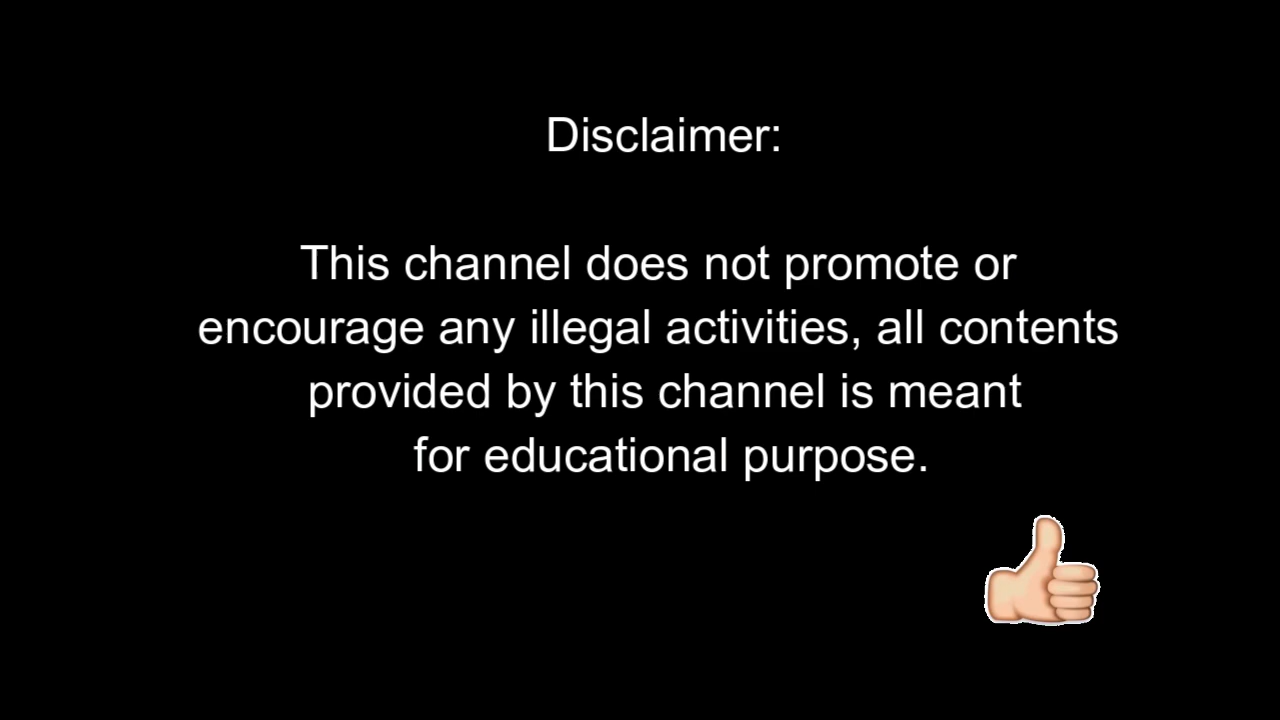 Disclaimer:
This channel does not promote or
encourage any illegal activities, all contents
provided by this channel is meant
for educational purpose.